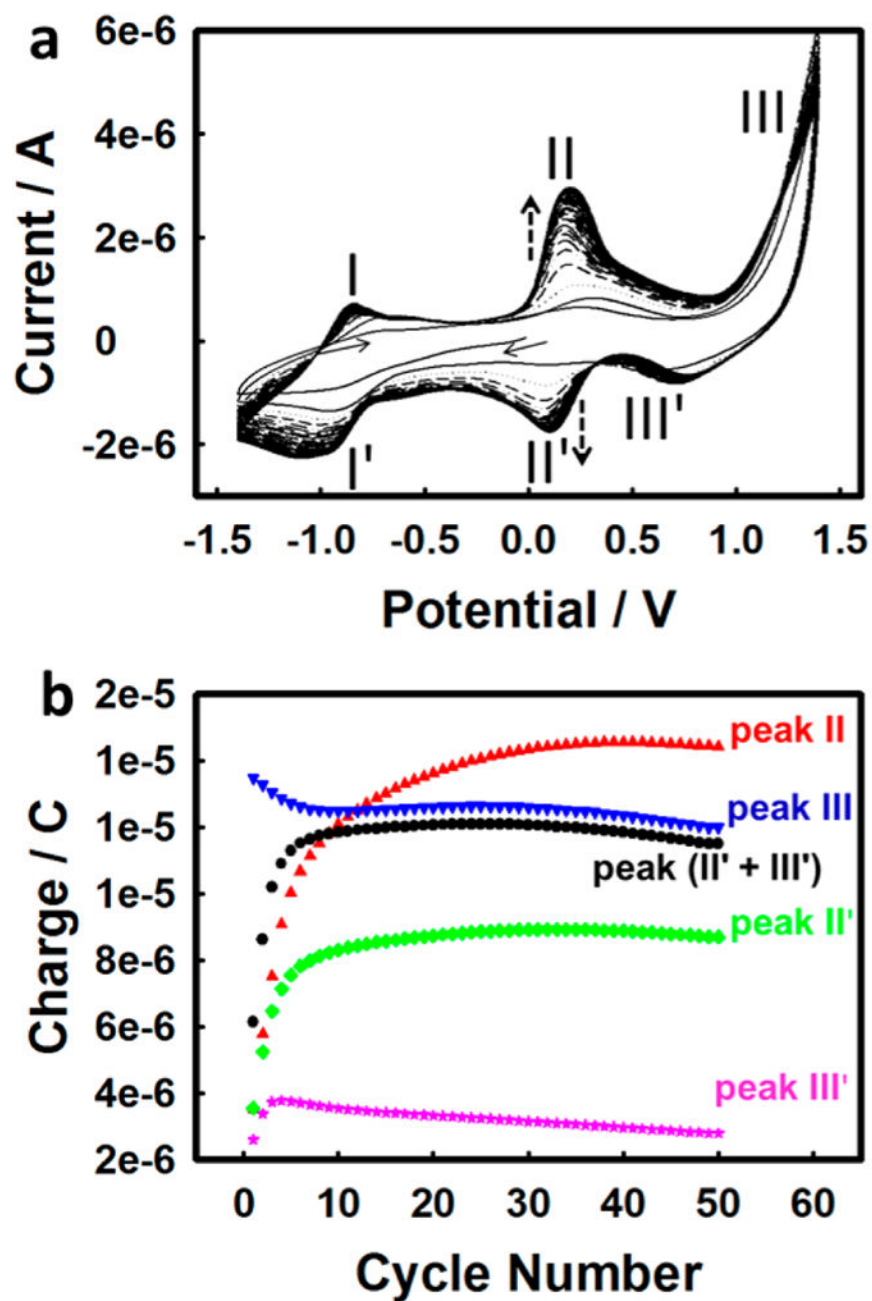 a
6e-6
4e-6
2e-6
0
-2e-6
Current / A
I
II
III
I'
II'
III'
-1.5 -1.0 -0.5 0.0 0.5 1.0 1.5
Potential / V
b
2e-5
1e-5
1e-5
1e-5
8e-6
6e-6
4e-6
2e-6
Charge / C
peak II
peak III
peak (II' + III')
peak II'
peak III'
0 10 20 30 40 50 60
Cycle Number